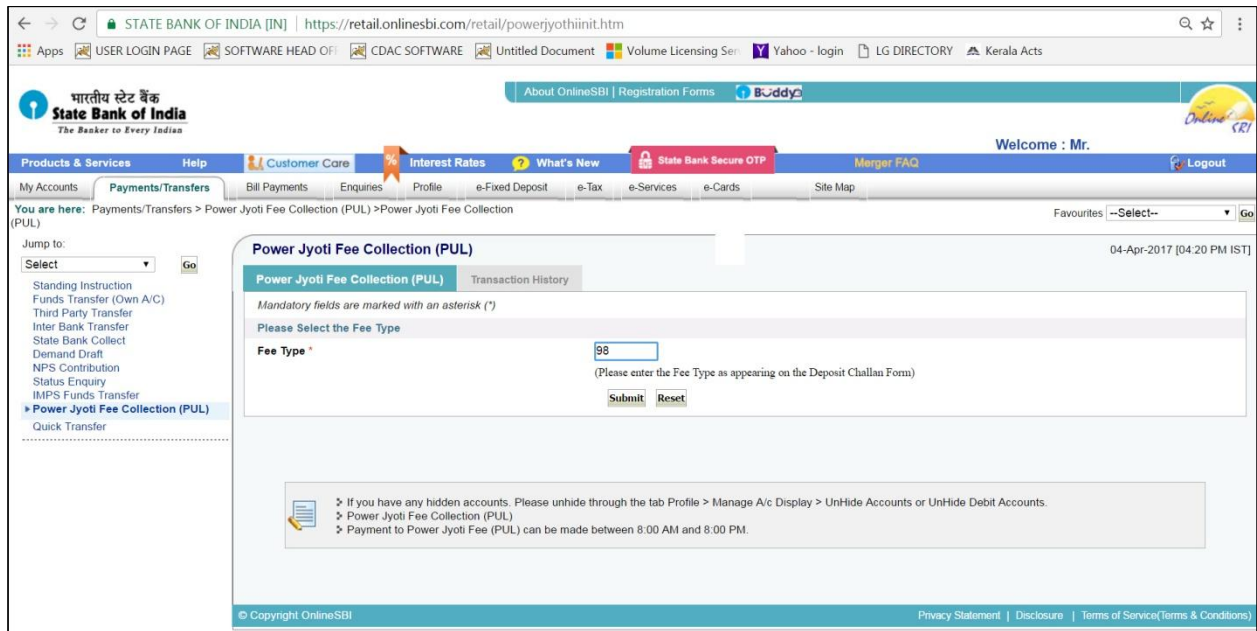 STATE BANK OF INDIA [IN] | https://retail.onlinesbi.com/retail/powerjyothiinit.htm
Apps USER LOGIN PAGE SOFTWARE HEAD OF CDAC SOFTWARE Untitled Document Volume Licensing Ser Yahoo - login LG DIRECTORY Kerala Acts
भारतीय स्टेट बैंक
State Bank of India
The Banker to Every Indian
About OnlineSBI | Registration Forms Buddy
Online SBI
Welcome : Mr.
Products & Services Help Customer Care % Interest Rates ? What's New State Bank Secure OTP Merger FAQ Logout
My Accounts Payments/Transfers Bill Payments Enquiries Profile e-Fixed Deposit e-Tax e-Services e-Cards Site Map
You are here: Payments/Transfers > Power Jyoti Fee Collection (PUL) >Power Jyoti Fee Collection
(PUL)
Favourites --Select-- Go
Jump to:
Select Go
Standing Instruction
Funds Transfer (Own A/C)
Third Party Transfer
Inter Bank Transfer
State Bank Collect
Demand Draft
NPS Contribution
Status Enquiry
IMPS Funds Transfer
Power Jyoti Fee Collection (PUL)
Quick Transfer
Power Jyoti Fee Collection (PUL)
04-Apr-2017 [04:20 PM IST]
Power Jyoti Fee Collection (PUL) Transaction History
Mandatory fields are marked with an asterisk (*)
Please Select the Fee Type
Fee Type * 98
(Please enter the Fee Type as appearing on the Deposit Challan Form)
Submit Reset
If you have any hidden accounts. Please unhide through the tab Profile > Manage A/c Display > UnHide Accounts or UnHide Debit Accounts.
Power Jyoti Fee Collection (PUL)
Payment to Power Jyoti Fee (PUL) can be made between 8:00 AM and 8:00 PM.
© Copyright OnlineSBI
Privacy Statement | Disclosure | Terms of Service(Terms & Conditions)